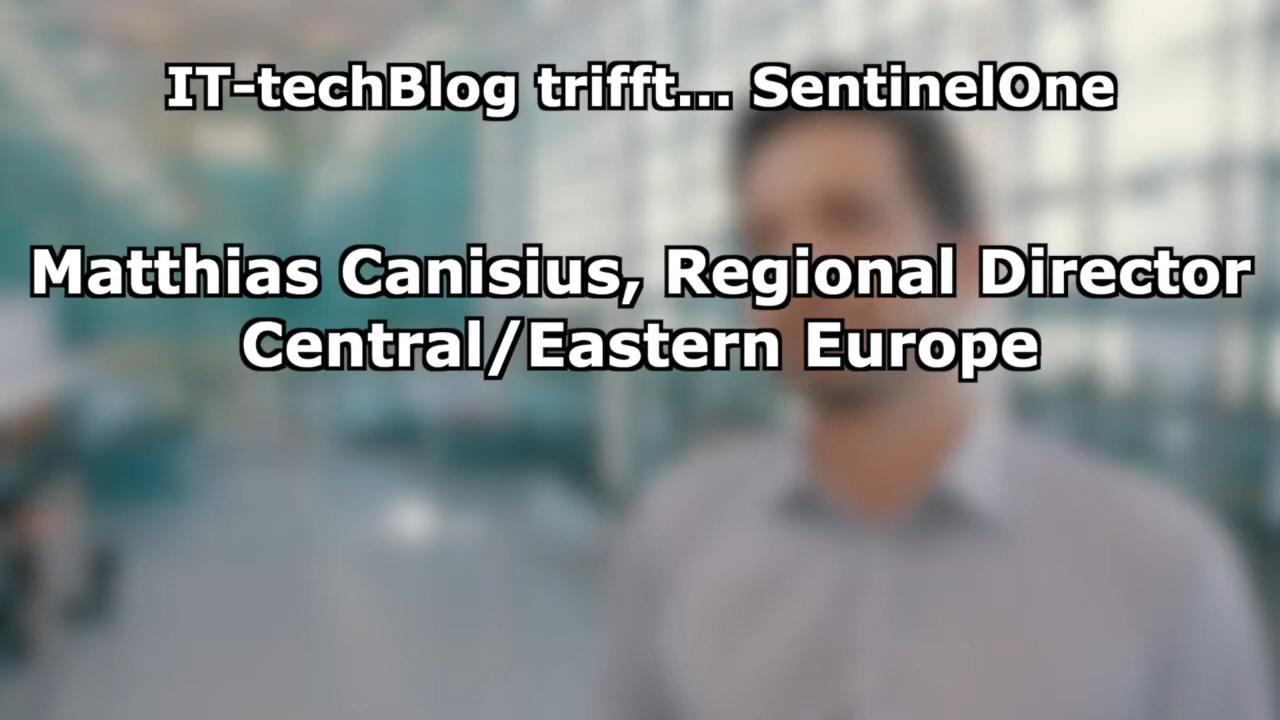 IT-techBlog trifft... SentinelOne
Matthias Canisius, Regional Director
Central/Eastern Europe